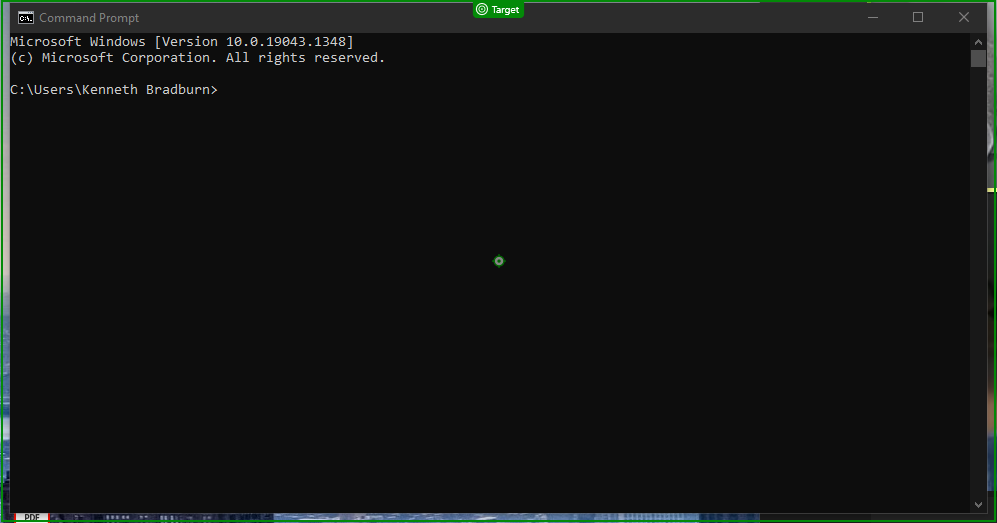 Target
Command Prompt
Microsoft Windows [Version 10.0.19043.1348]
(c) Microsoft Corporation. All rights reserved.
C:\Users\Kenneth Bradburn>
PDF